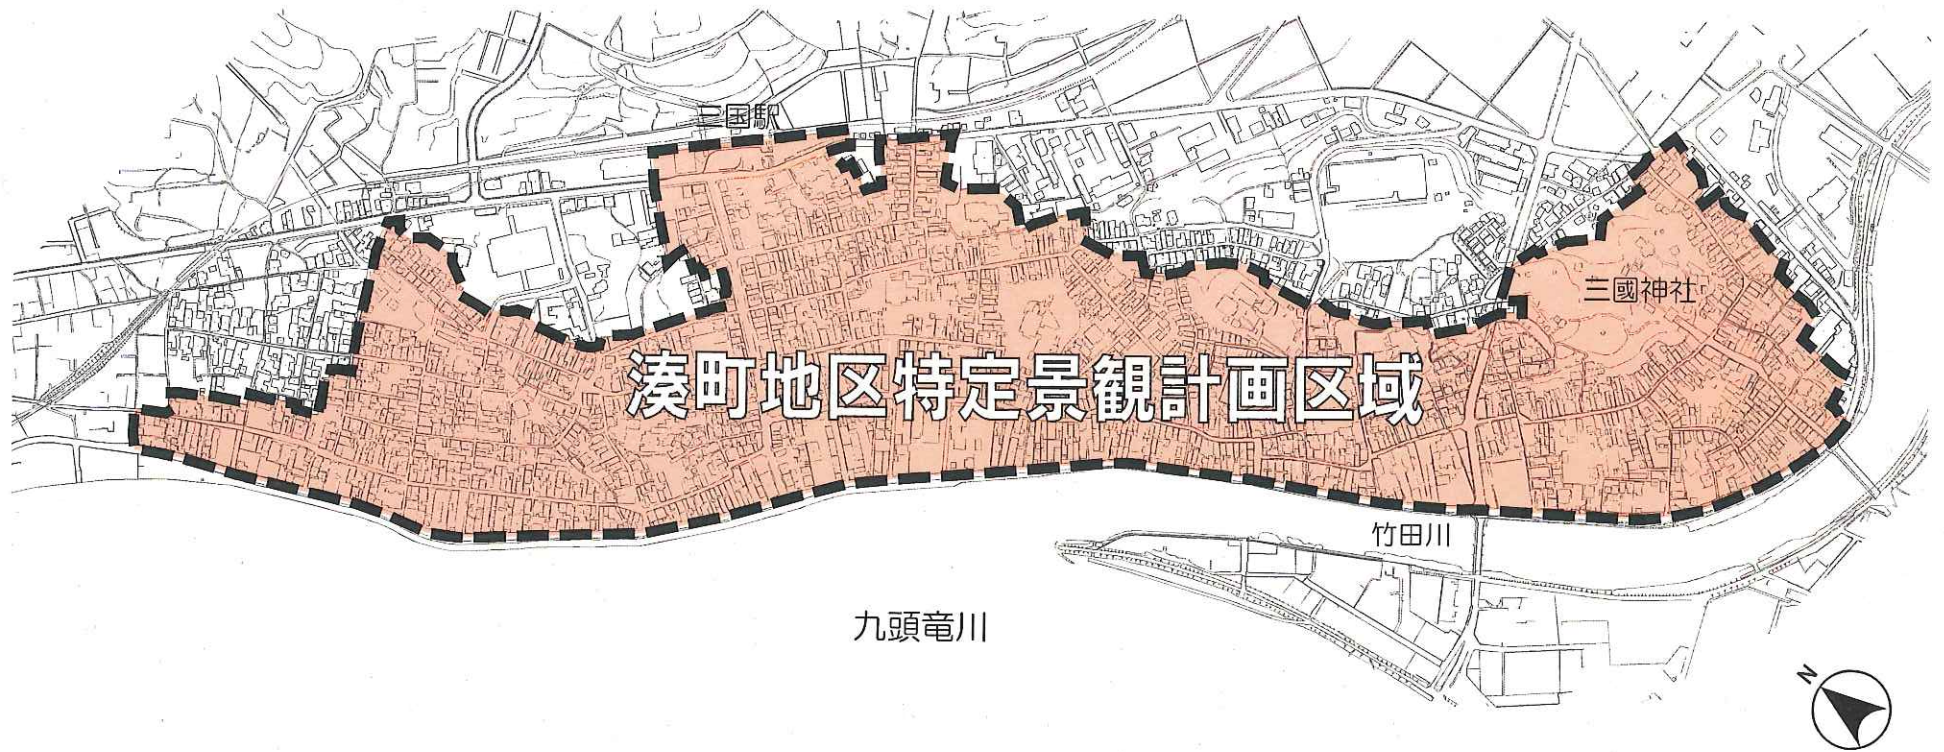 三国駅
三國神社
湊町地区特定景観計画区域
竹田川
九頭竜川
N